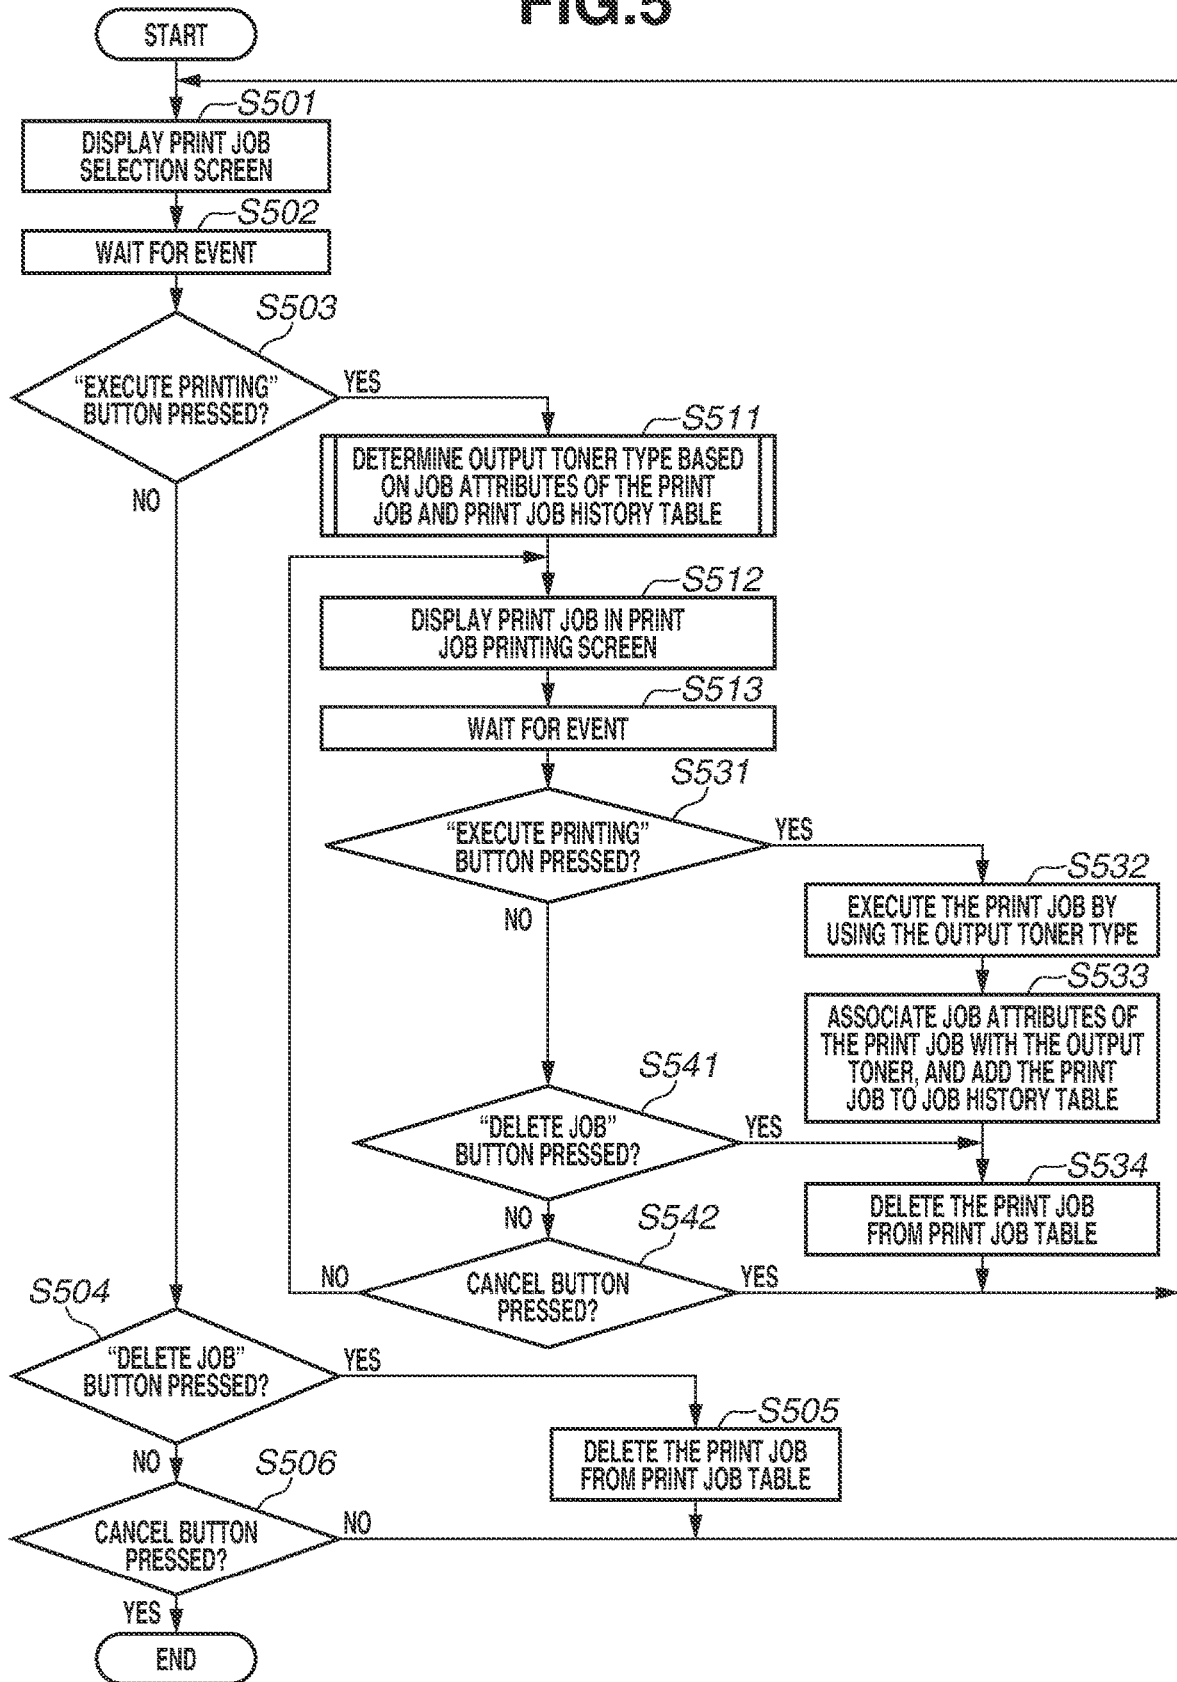 FIG.5
START
S501
DISPLAY PRINT JOB
SELECTION SCREEN
S502
WAIT FOR EVENT
S503
“EXECUTE PRINTING”
BUTTON PRESSED?
YES
NO
S511
DETERMINE OUTPUT TONER TYPE BASED
ON JOB ATTRIBUTES OF THE PRINT
JOB AND PRINT JOB HISTORY TABLE
S512
DISPLAY PRINT JOB IN PRINT
JOB PRINTING SCREEN
S513
WAIT FOR EVENT
S531
“EXECUTE PRINTING”
BUTTON PRESSED?
YES
NO
S532
EXECUTE THE PRINT JOB BY
USING THE OUTPUT TONER TYPE
S533
ASSOCIATE JOB ATTRIBUTES OF
THE PRINT JOB WITH THE OUTPUT
TONER, AND ADD THE PRINT
JOB TO JOB HISTORY TABLE
S541
“DELETE JOB”
BUTTON PRESSED?
YES
NO
S534
DELETE THE PRINT JOB
FROM PRINT JOB TABLE
S542
CANCEL BUTTON
PRESSED?
NO
YES
S504
“DELETE JOB”
BUTTON PRESSED?
YES
NO
S505
DELETE THE PRINT JOB
FROM PRINT JOB TABLE
S506
CANCEL BUTTON
PRESSED?
NO
YES
END